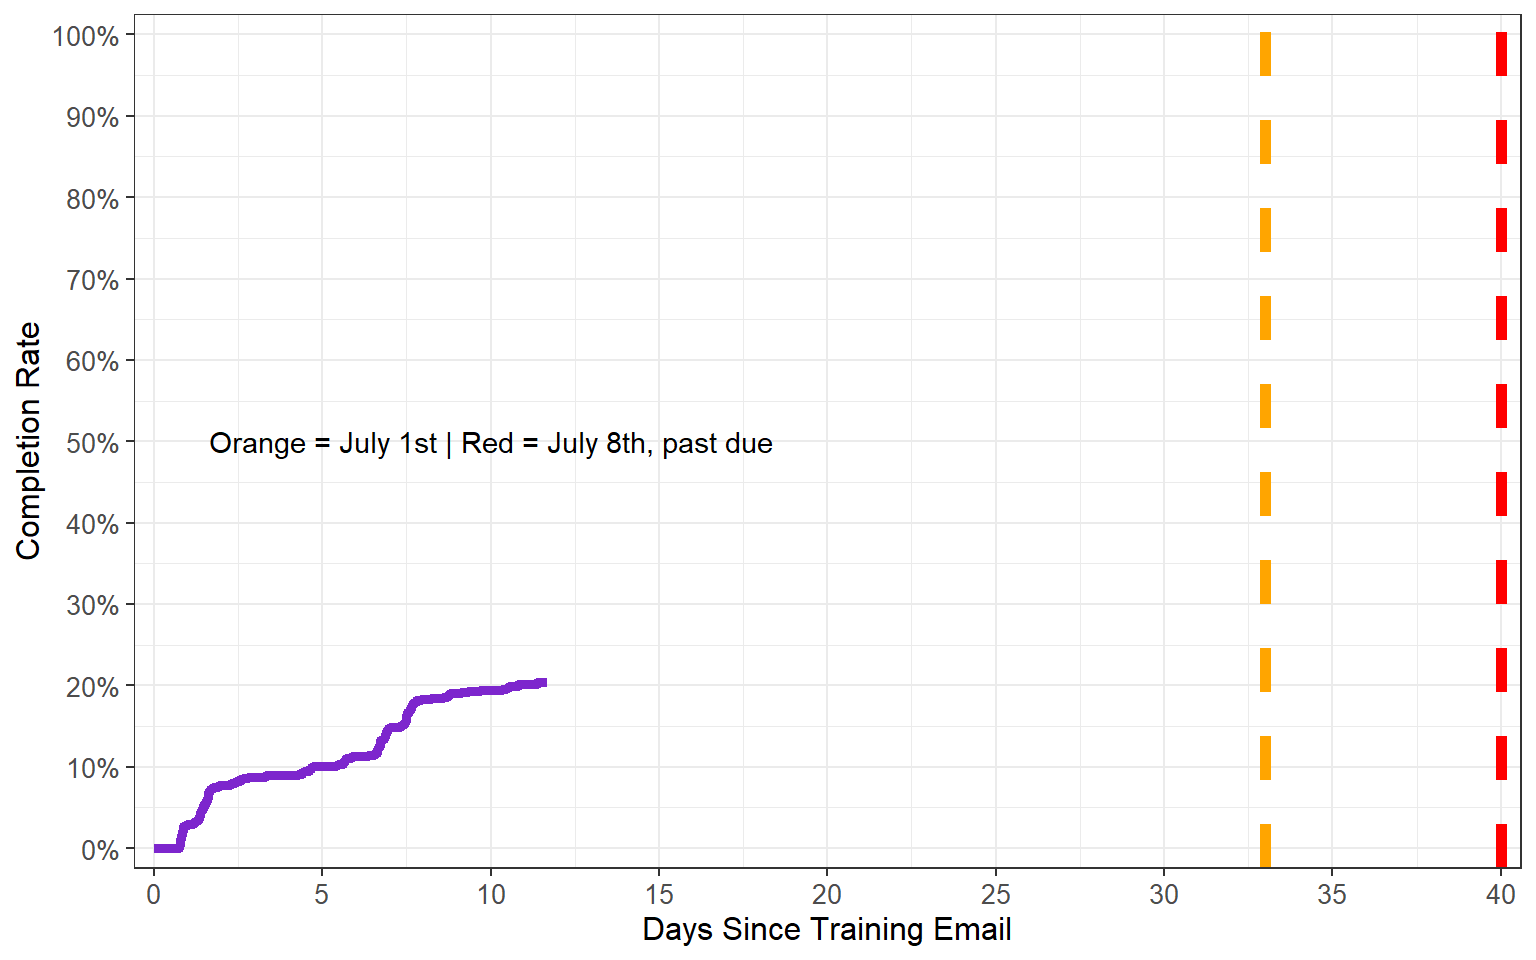 100%
90%
80%
70%
60%
50%
40%
30%
20%
10%
0%
Completion Rate
Orange = July 1st | Red = July 8th, past due
0 5 10 15 20 25 30 35 40
Days Since Training Email